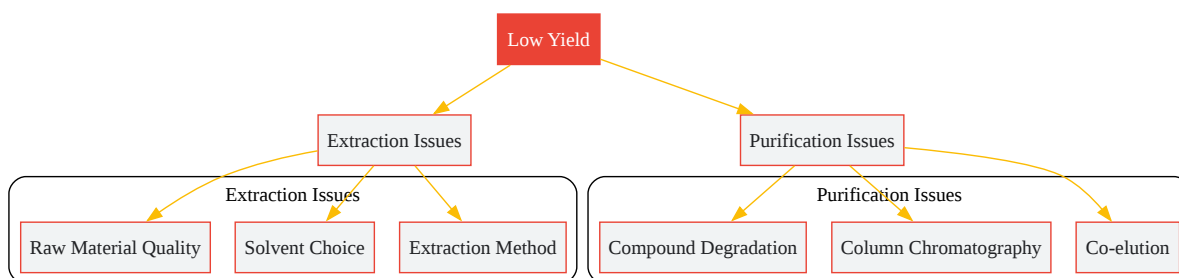 Low Yield
Extraction Issues
Purification Issues
Extraction Issues
Purification Issues
Raw Material Quality
Solvent Choice
Extraction Method
Compound Degradation
Column Chromatography
Co-elution